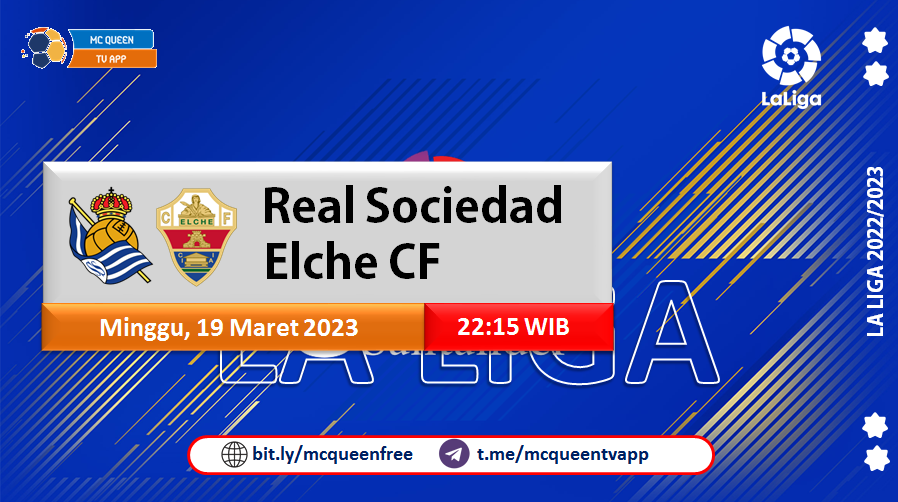 MC QUEEN
TV APP
LaLiga
LA LIGA 2022/2023
C ELCHE F
Real Sociedad
Elche CF
Minggu, 19 Maret 2023
22:15 WIB
LA LIGA
bit.ly/mcqueenfree
t.me/mcqueentvapp